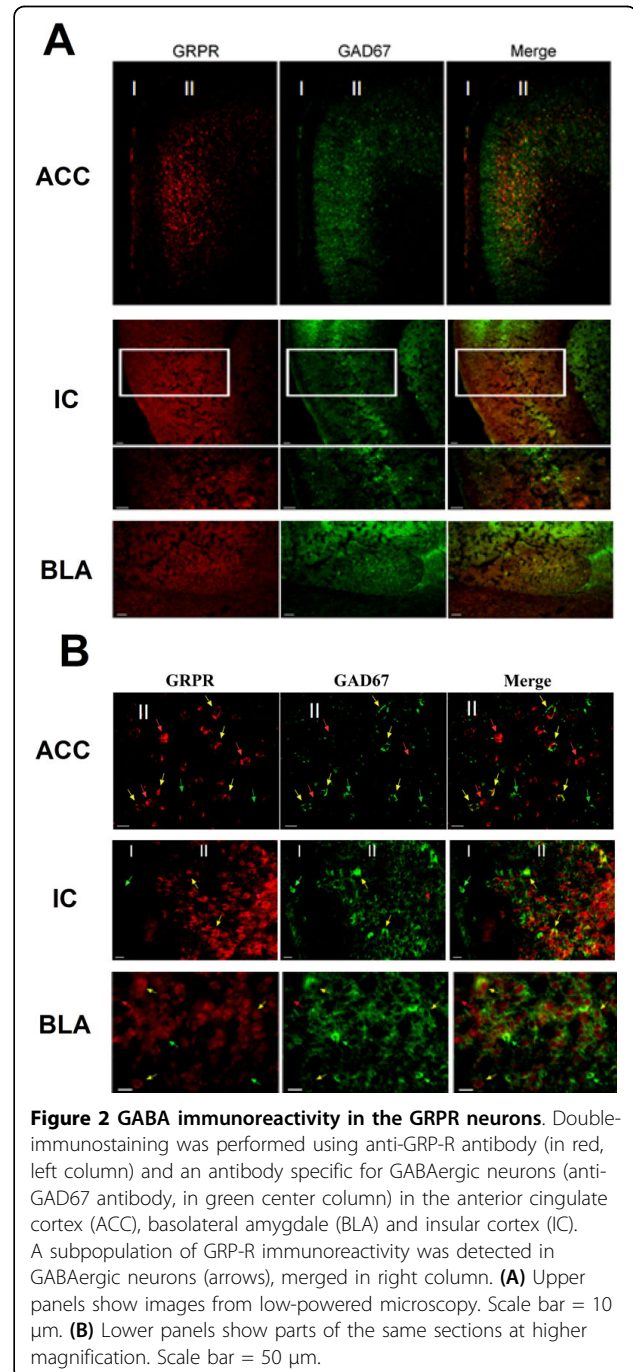 A
GRPR GAD67 Merge
I II I II I II
ACC
IC
BLA
B
GRPR GAD67 Merge
II II II
ACC
I II I II I II
IC
BLA
Figure 2 GABA immunoreactivity in the GRPR neurons. Double-
immunostaining was performed using anti-GRP-R antibody (in red,
left column) and an antibody specific for GABAergic neurons (anti-
GAD67 antibody, in green center column) in the anterior cingulate
cortex (ACC), basolateral amygdale (BLA) and insular cortex (IC).
A subpopulation of GRP-R immunoreactivity was detected in
GABAergic neurons (arrows), merged in right column. (A) Upper
panels show images from low-powered microscopy. Scale bar = 10
μm. (B) Lower panels show parts of the same sections at higher
magnification. Scale bar = 50 μm.